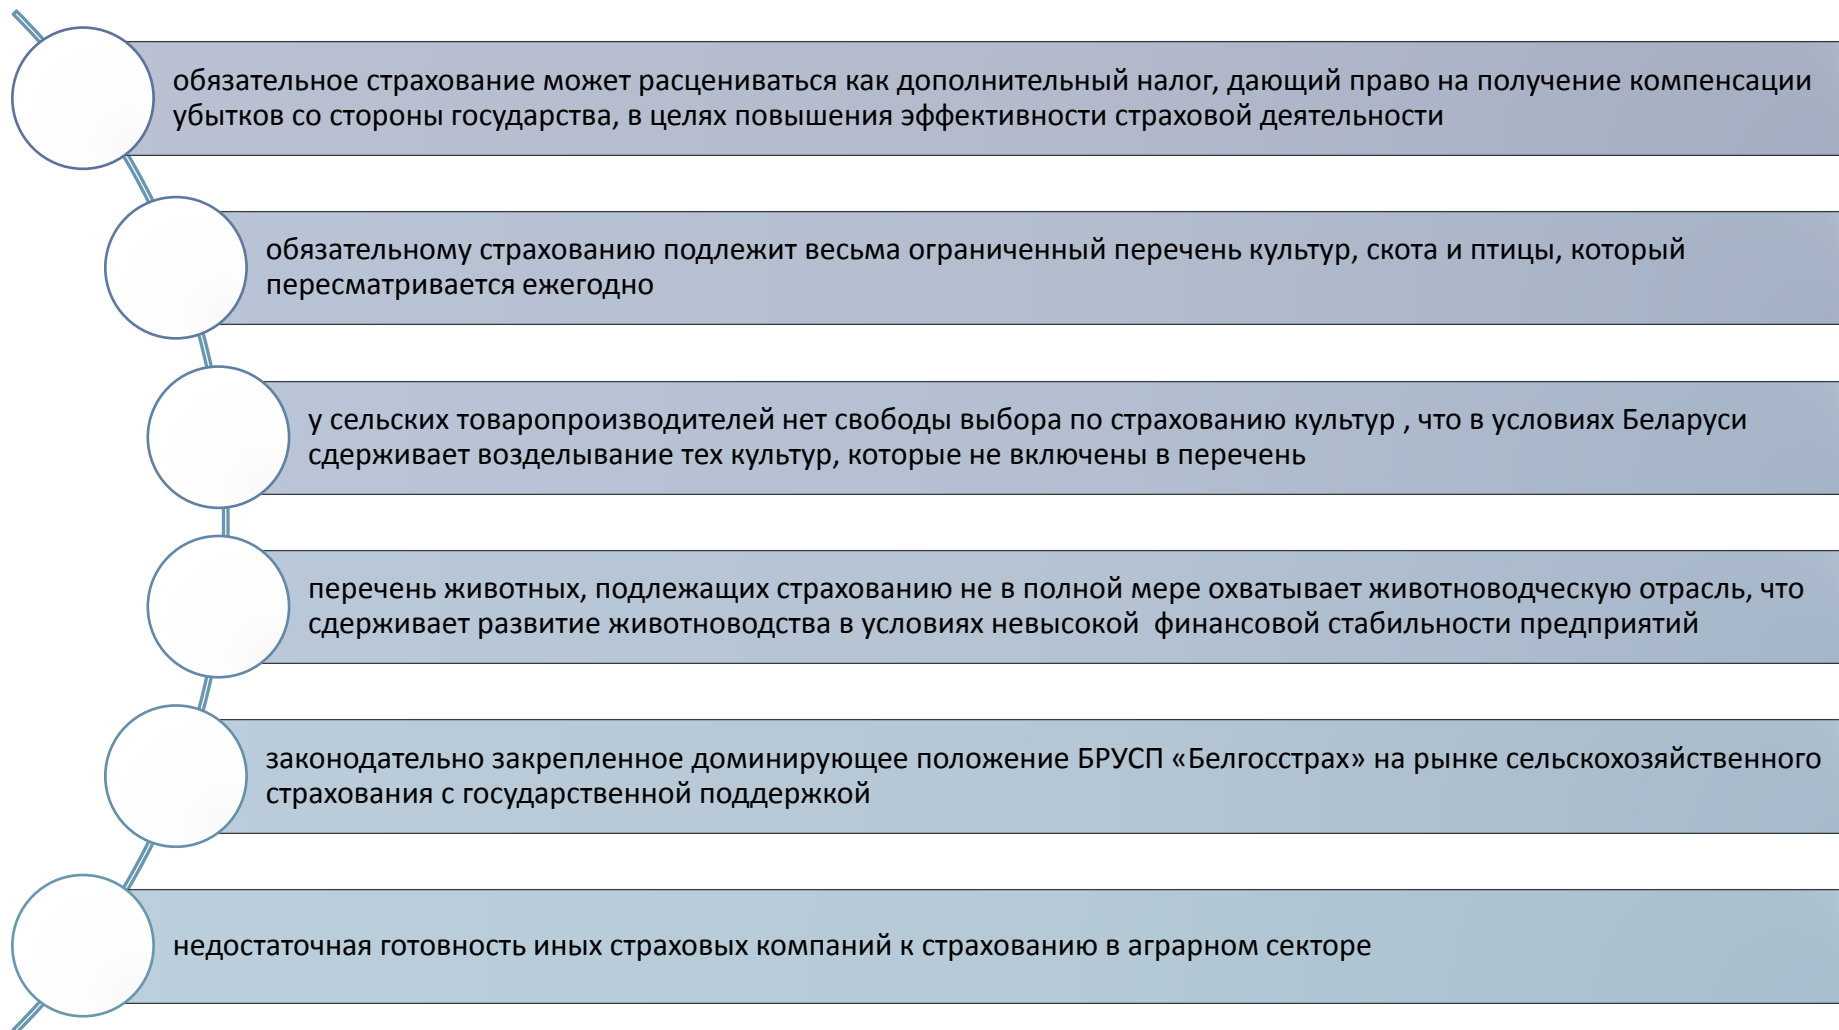 обязательное страхование может расцениваться как дополнительный налог, дающий право на получение компенсации
убытков со стороны государства, в целях повышения эффективности страховой деятельности
обязательному страхованию подлежит весьма ограниченный перечень культур, скота и птицы, который
пересматривается ежегодно
у сельских товаропроизводителей нет свободы выбора по страхованию культур , что в условиях Беларуси
сдерживает возделывание тех культур, которые не включены в перечень
перечень животных, подлежащих страхованию не в полной мере охватывает животноводческую отрасль, что
сдерживает развитие животноводства в условиях невысокой  финансовой стабильности предприятий
законодательно закрепленное доминирующее положение БРУСП «Белгосстрах» на рынке сельскохозяйственного
страхования с государственной поддержкой
недостаточная готовность иных страховых компаний к страхованию в аграрном секторе